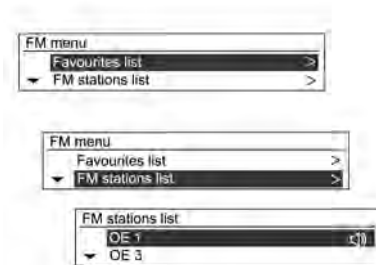 FM menu
Favourites list >
FM stations list >
FM menu
Favourites list >
FM stations list >
FM stations list
OE 1
OE 3